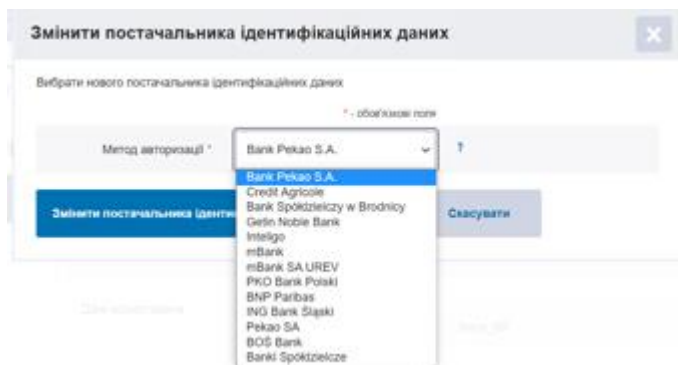 Змінити постачальника ідентифікаційних даних
Вибрати нового постачальника ідентифікаційних даних
* - обов'язкові поля
Метод авторизації *
Bank Pekao S.A.
?
Bank Pekao S.A.
Credit Agricole
Bank Spółdzielczy w Brodnicy
Getin Noble Bank
Inteligo
mBank
mBank SA UREV
PKO Bank Polski
BNP Paribas
ING Bank Śląski
Pekao SA
BOŚ Bank
Banki Spółdzielcze
Змінити постачальника іденти
Скасувати